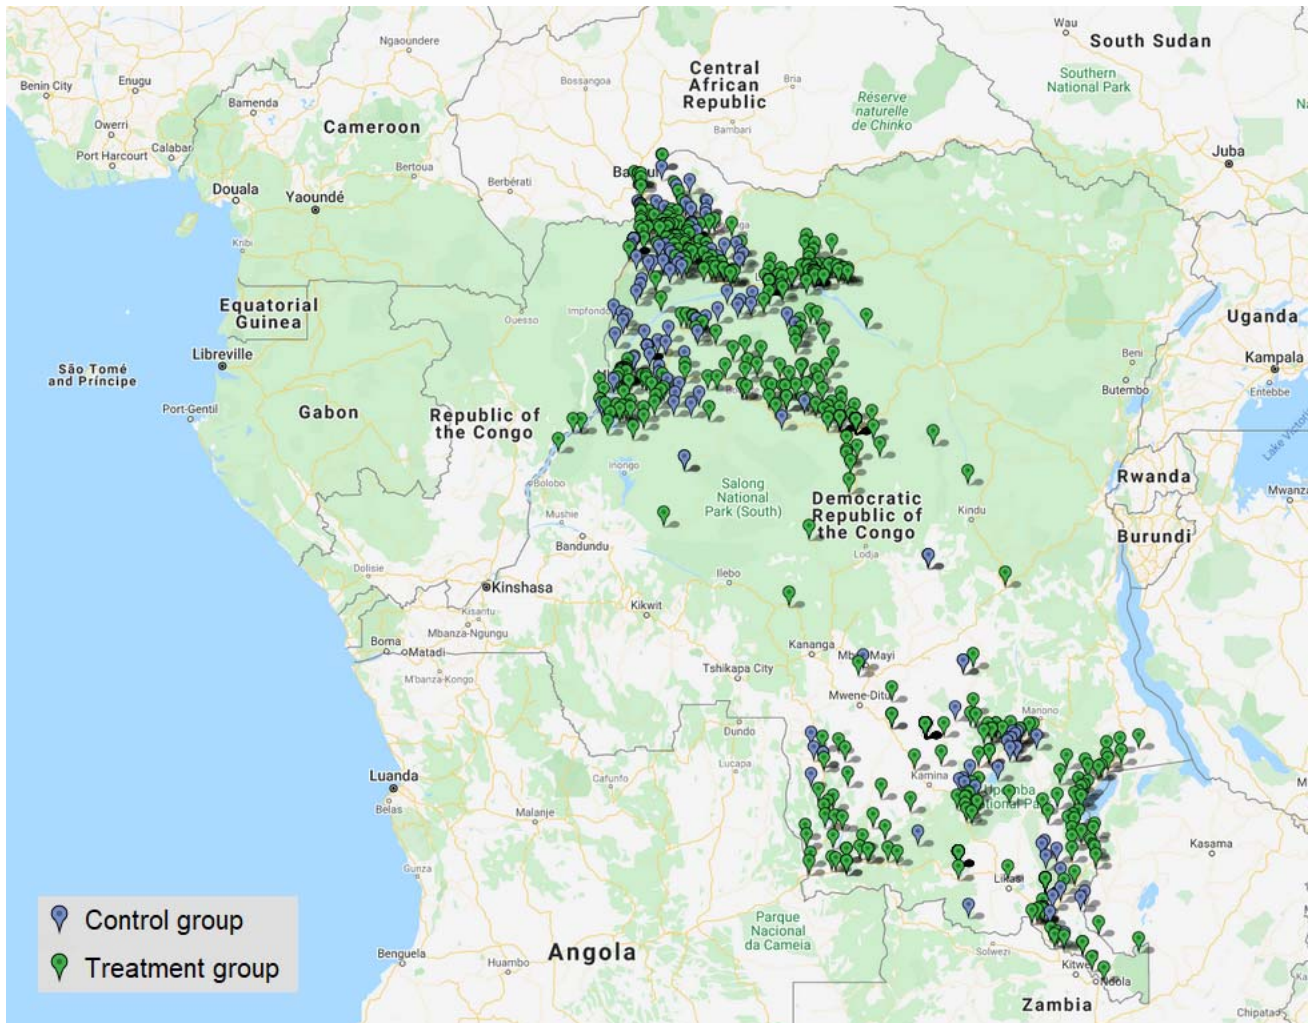 Wau
South Sudan
Ngaoundere
Benin City
Enugu
Bossangoa
Central
African
Republic
Bria
Southern
National Park
Réserve
naturelle
de Chinko
Bamenda
Owerri
Cameroon
Bambari
Port Harcourt
Calabar
Bertoua
Juba
Douala
Yaoundé
Berbérati
Kribi
Equatorial
Guinea
Ouesso
Impfondo
Uganda
Libreville
São Tomé
and Príncipe
Beni
Kampala
Butembo
Entebbe
Port-Gentil
Gabon
Republic of
the Congo
Inongo
Bolobo
Salong
National
Park (South)
Rwanda
Democratic
Republic of
the Congo
Mushie
Kindu
Bandundu
Burundi
Lodja
Dolisie
Ilebo
Kinshasa
Kisantu
Kikwit
Mbanza-Ngungu
Boma
Matadi
Kananga
M'banza-Kongo
Tshikapa City
Mwene-Ditu
Manono
Dundo
Lucapa
Luanda
Cafunfo
Kamina
Belas
Malanje
Kasama
Gunza
Likasi
Control group
Parque
Nacional
da Cameia
Treatment group
Benguela
Huambo
Angola
Solwezi
Kitwe
Ndola
Zambia
Chipata